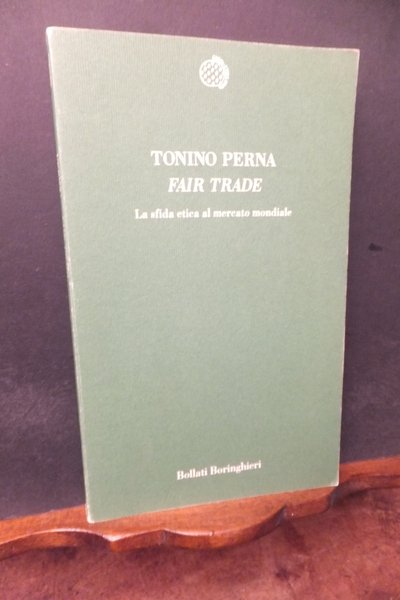 TONINO PERNA
FAIR TRADE
La sfida etica al mercato mondiale
Bollati Boringhieri